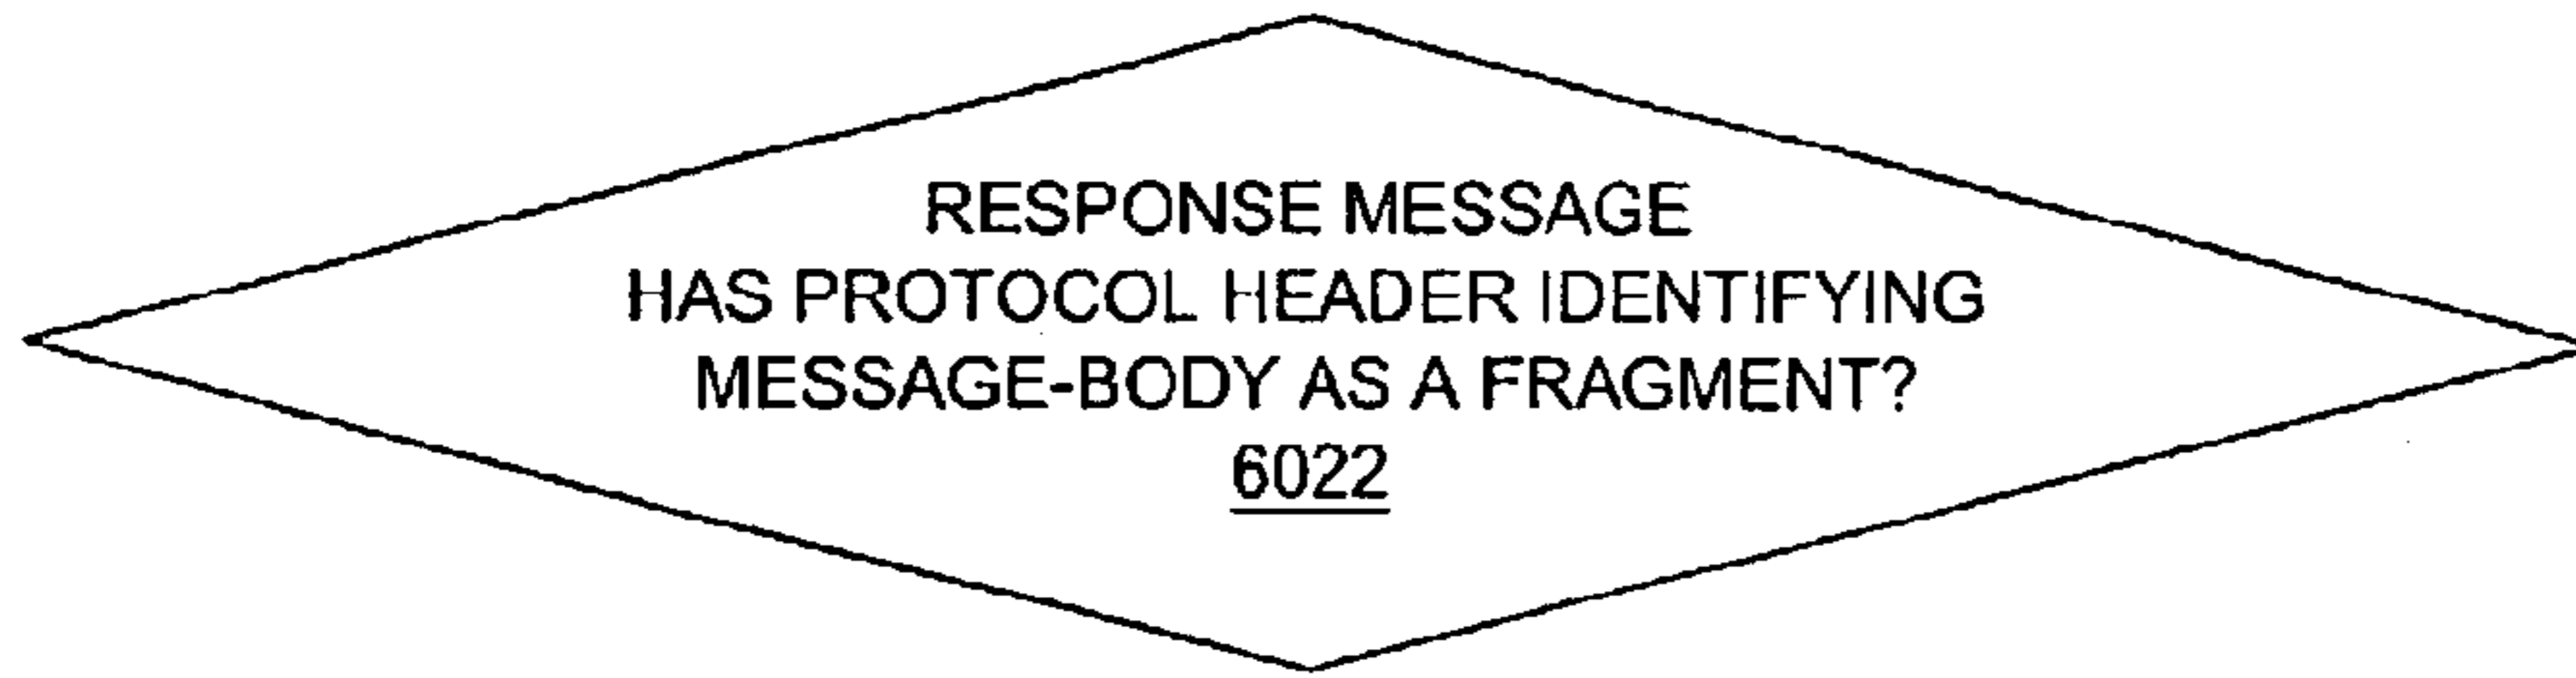 RESPONSE MESSAGE
HAS PROTOCOL HEADER IDENTIFYING
MESSAGE-BODY AS A FRAGMENT?
6022